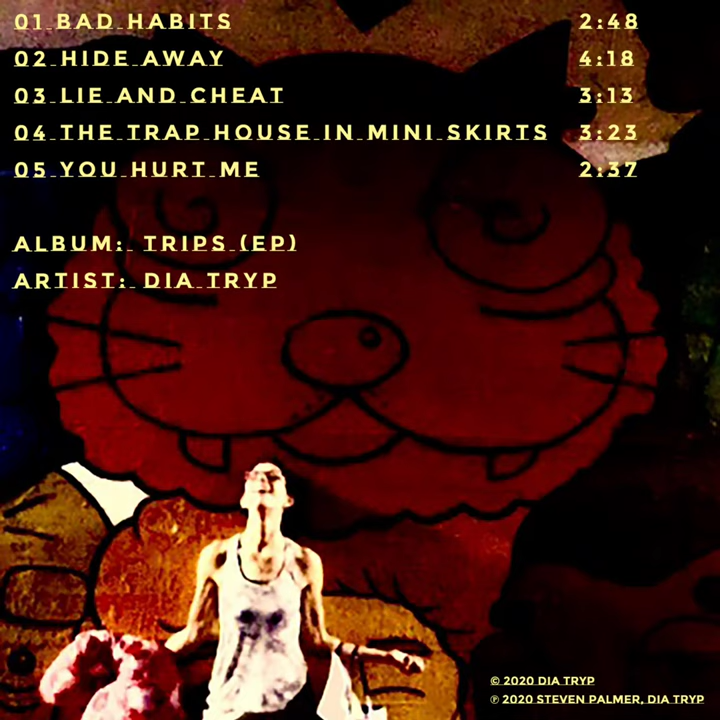 01 BAD HABITS 2:48
02 HIDE AWAY 4:18
03 LIE AND CHEAT 3:13
04 THE TRAP HOUSE IN MINI SKIRTS 3:23
05 YOU HURT ME 2:37
ALBUM: TRIPS (EP)
ARTIST: DIA TRYP
© 2020 DIA TRYP
℗ 2020 STEVEN PALMER, DIA TRYP